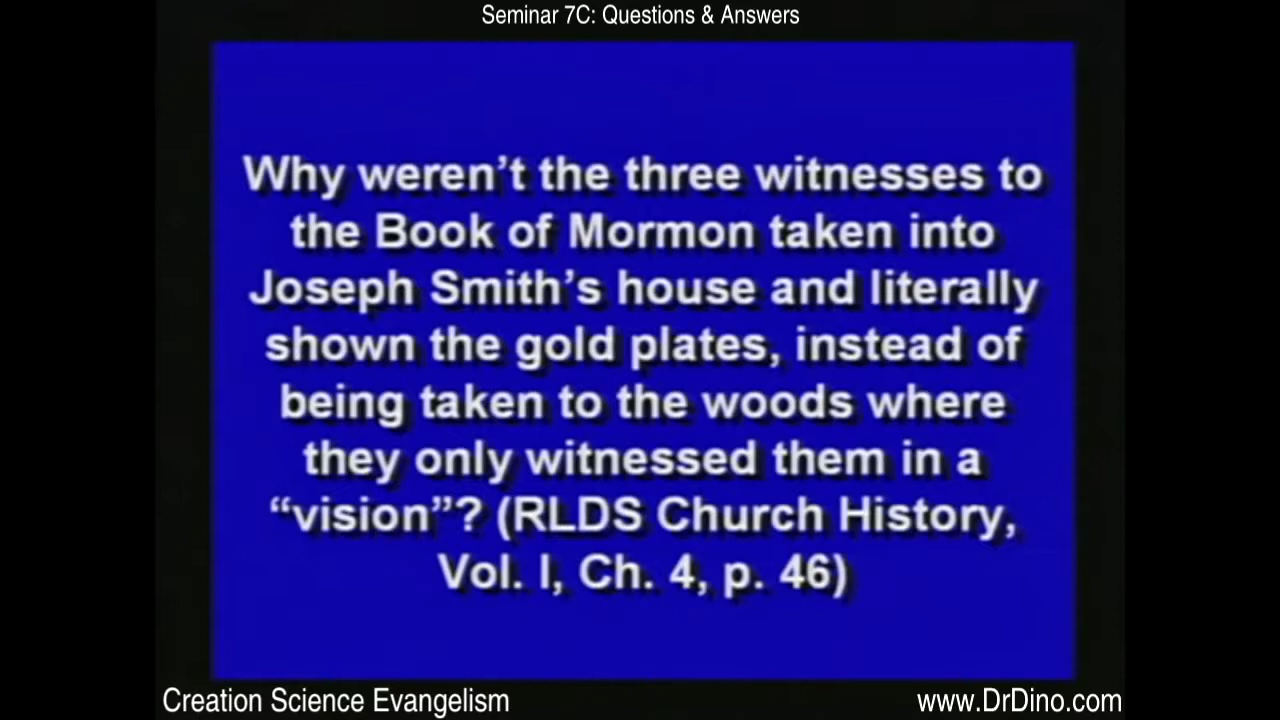 Seminar 7C: Questions & Answers
Why weren’t the three witnesses to
the Book of Mormon taken into
Joseph Smith’s house and literally
shown the gold plates, instead of
being taken to the woods where
they only witnessed them in a
“vision”? (RLDS Church History,
Vol. I, Ch. 4, p. 46)
Creation Science Evangelism
www.DrDino.com